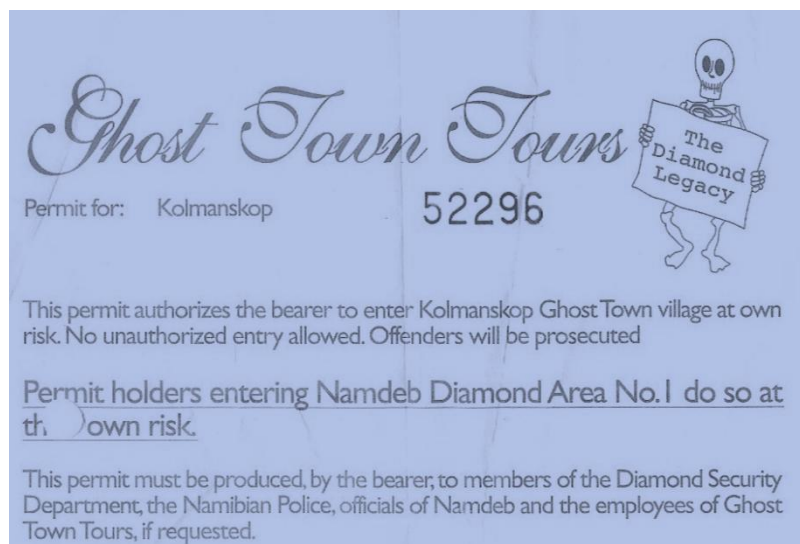 Ghost Town Tours
The
Diamond
Legacy
Permit for: Kolmanskop 52296
This permit authorizes the bearer to enter Kolmanskop Ghost Town village at own
risk. No unauthorized entry allowed. Offenders will be prosecuted
Permit holders entering Namdeb Diamond Area No.1 do so at
own risk.
This permit must be produced, by the bearer, to members of the Diamond Security
Department, the Namibian Police, officials of Namdeb and the employees of Ghost
Town Tours, if requested.